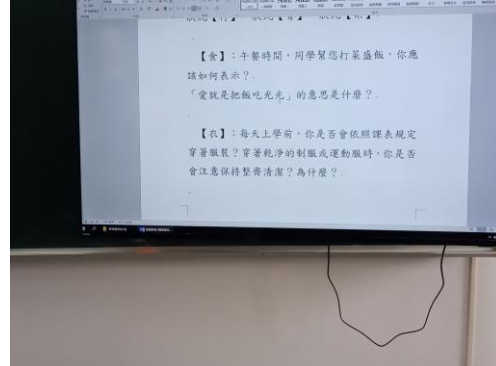 【食】：午餐時間，同學幫您打菜盛飯，你應
該如何表示？
「愛就是把飯吃光光」的意思是什麼？
【衣】：每天上學前，你是否會依照課表規定
穿著服裝？穿著乾淨的制服或運動服時，你是否
會注意保持整齊清潔？為什麼？